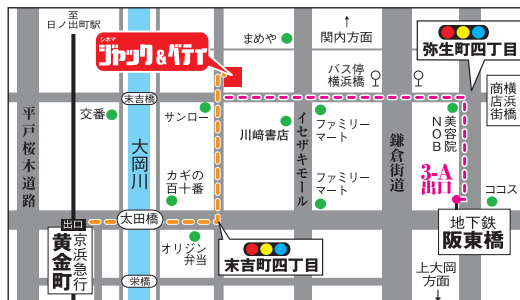 至
日ノ出町駅
シネマ
ジャック&ベティ
まめや
↑
関内方面
バス停
横浜橋
弥生町四丁目
末吉橋
交番
サンロー
川﨑書店
ファミリー
マート
美容院
NOB
横浜橋
商店街
平戸桜木道路
大岡川
イセザキモール
鎌倉街道
カギの
百十番
ファミリー
マート
3-A
出口
ココス
出口
太田橋
京浜急行
黄金町
オリジン
弁当
末吉町四丁目
地下鉄
阪東橋
栄橋
上大岡
方面
↓